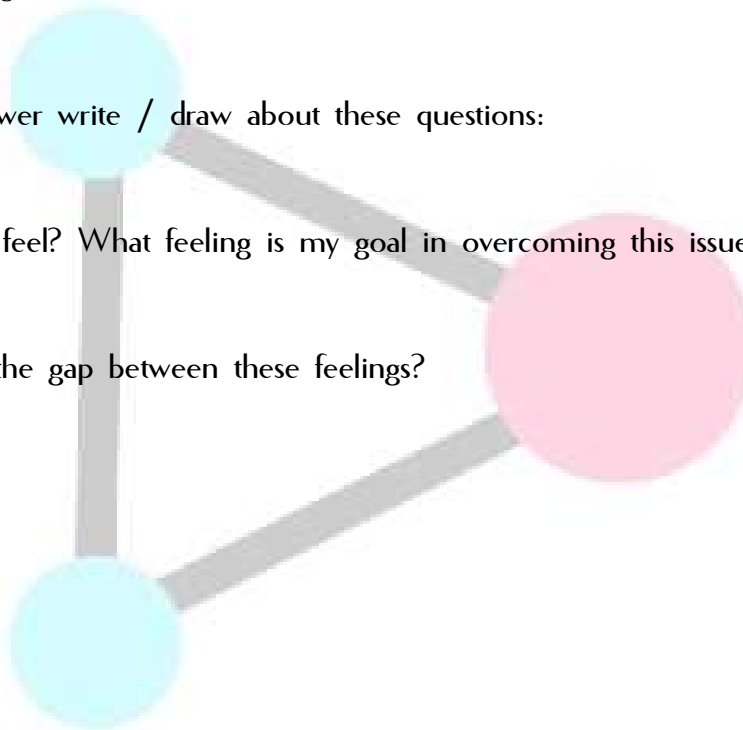 wer write / draw about these questions:
feel? What feeling is my goal in overcoming this issue
the gap between these feelings?